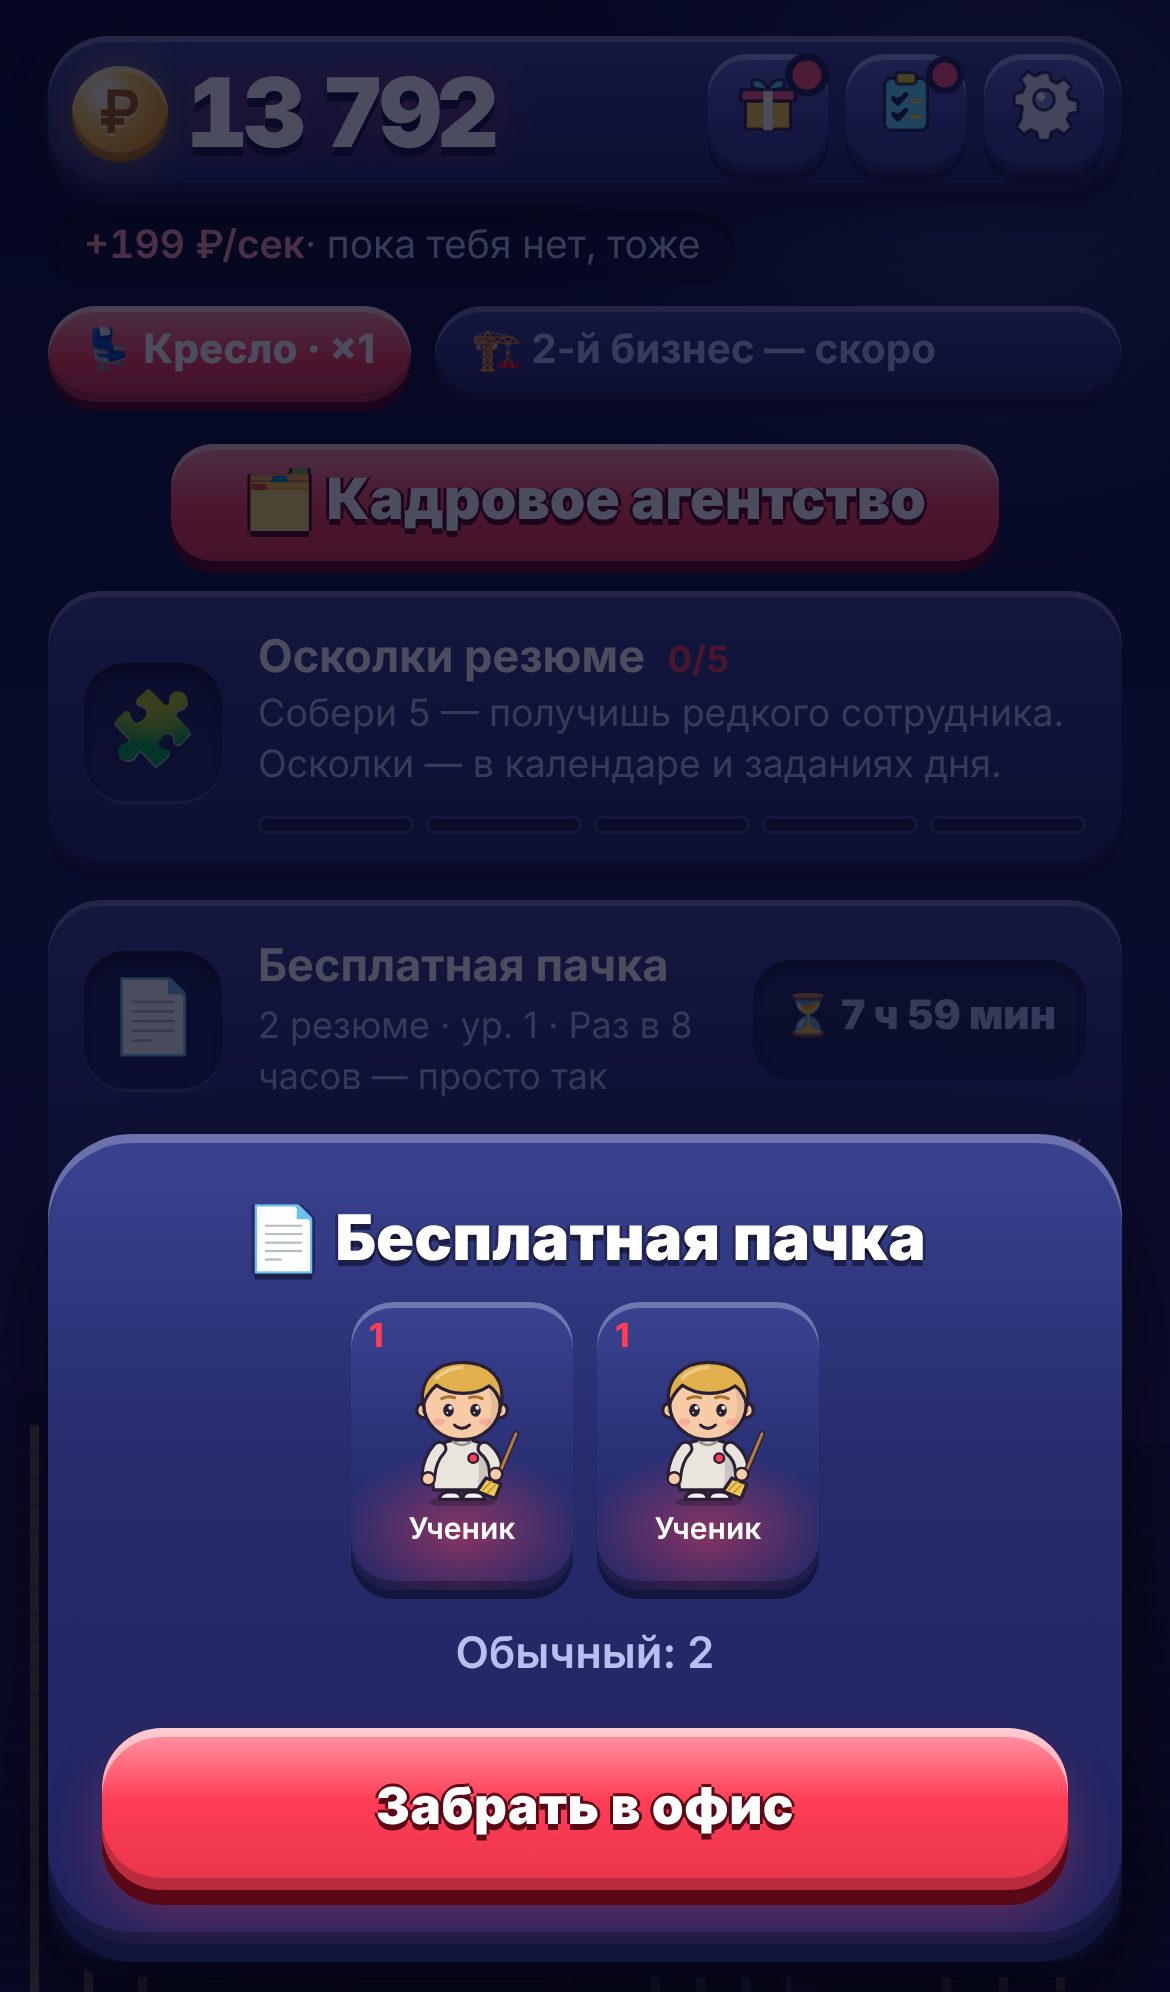 ₽ 13 792
+199 ₽/сек· пока тебя нет, тоже
Кресло · ×1
2-й бизнес — скоро
Кадровое агентство
Осколки резюме 0/5
Собери 5 — получишь редкого сотрудника.
Осколки — в календаре и заданиях дня.
Бесплатная пачка
2 резюме · ур. 1 · Раз в 8
часов — просто так
7 ч 59 мин
Бесплатная пачка
1
Ученик
1
Ученик
Обычный: 2
Забрать в офис